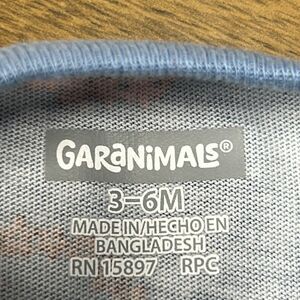 GARANIMALS®
3-6M
MADE IN/HECHO EN
BANGLADESH
RN 15897 RPC